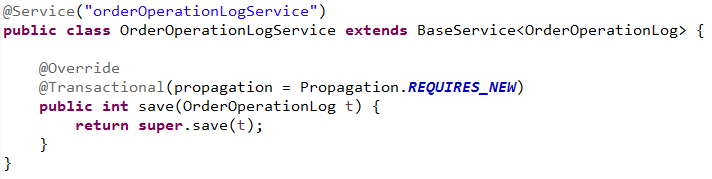 @Service("orderOperationLogService")
public class OrderOperationLogService extends BaseService<OrderOperationLog> {
@Override
@Transactional(propagation = Propagation.REQUIRES_NEW)
public int save(OrderOperationLog t) {
return super.save(t);
}
}